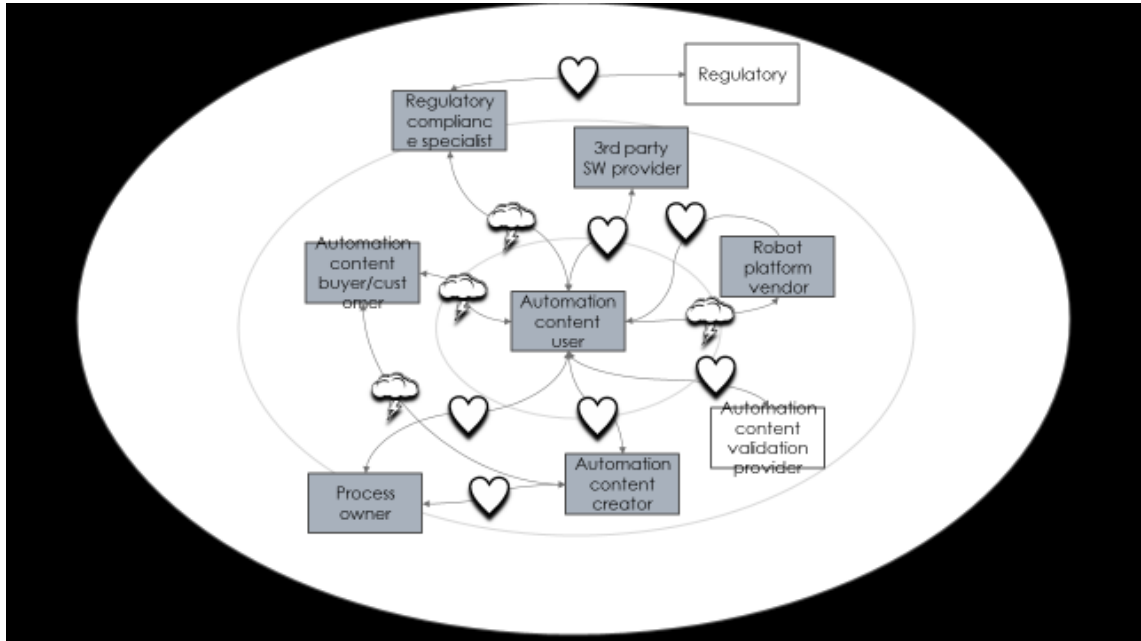 Regulatory
Regulatory
complianc
e specialist
3rd party
SW provider
Automation
content
buyer/cust
omer
Robot
platform
vendor
Automation
content
user
Automation
content
validation
provider
Automation
content
creator
Process
owner